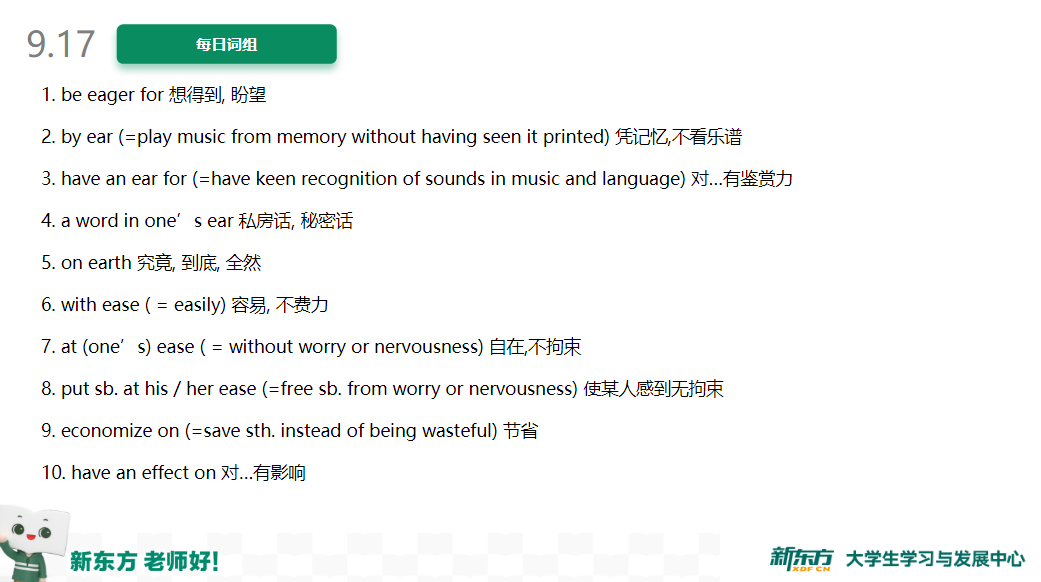 9.17
每日词组
1. be eager for 想得到, 盼望
2. by ear (=play music from memory without having seen it printed) 凭记忆,不看乐谱
3. have an ear for (=have keen recognition of sounds in music and language) 对…有鉴赏力
4. a word in one’s ear 私房话, 秘密话
5. on earth 究竟, 到底, 全然
6. with ease ( = easily) 容易, 不费力
7. at (one’s) ease ( = without worry or nervousness) 自在,不拘束
8. put sb. at his / her ease (=free sb. from worry or nervousness) 使某人感到无拘束
9. economize on (=save sth. instead of being wasteful) 节省
10. have an effect on 对…有影响
新东方 老师好!
新东方 XDF.CN 大学生学习与发展中心